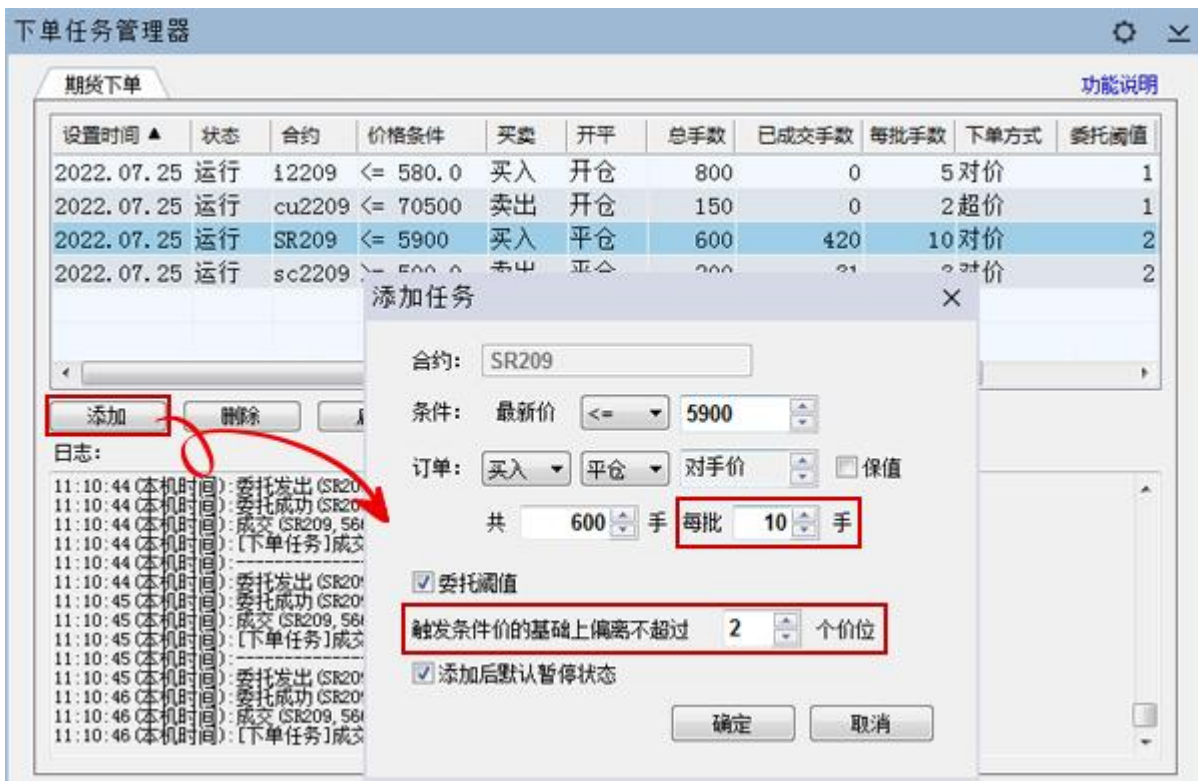 下单任务管理器
期货下单
功能说明
设置时间 ▲ 状态 合约 价格条件 买卖 开平 总手数 已成交手数 每批手数 下单方式 委托阈值
2022.07.25 运行 i2209 <= 580.0 买入 开仓 800 0 5 对价 1
2022.07.25 运行 cu2209 <= 70500 卖出 开仓 150 0 2 超价 1
2022.07.25 运行 SR209 <= 5900 买入 平仓 600 420 10 对价 2
2022.07.25 运行 sc2209 对价 2
添加任务
合约: SR209
添加 删除
条件: 最新价 <= 5900
日志:
订单: 买入 平仓 对手价 保值
共 600 手 每批 10 手
委托阈值
触发条件价的基础上偏离不超过 2 个价位
添加后默认暂停状态
确定 取消
11:10:44(本机时间):委托发出(SR20
11:10:44(本机时间):委托成功(SR20
11:10:44(本机时间):成交(SR209,56
11:10:44(本机时间):[下单任务]成交
11:10:44(本机时间):--------------------
11:10:44(本机时间):委托发出(SR20
11:10:45(本机时间):委托成功(SR20
11:10:45(本机时间):成交(SR209,56
11:10:45(本机时间):[下单任务]成交
11:10:45(本机时间):--------------------
11:10:45(本机时间):委托发出(SR20
11:10:46(本机时间):委托成功(SR20
11:10:46(本机时间):成交(SR209,56
11:10:46(本机时间):[下单任务]成交